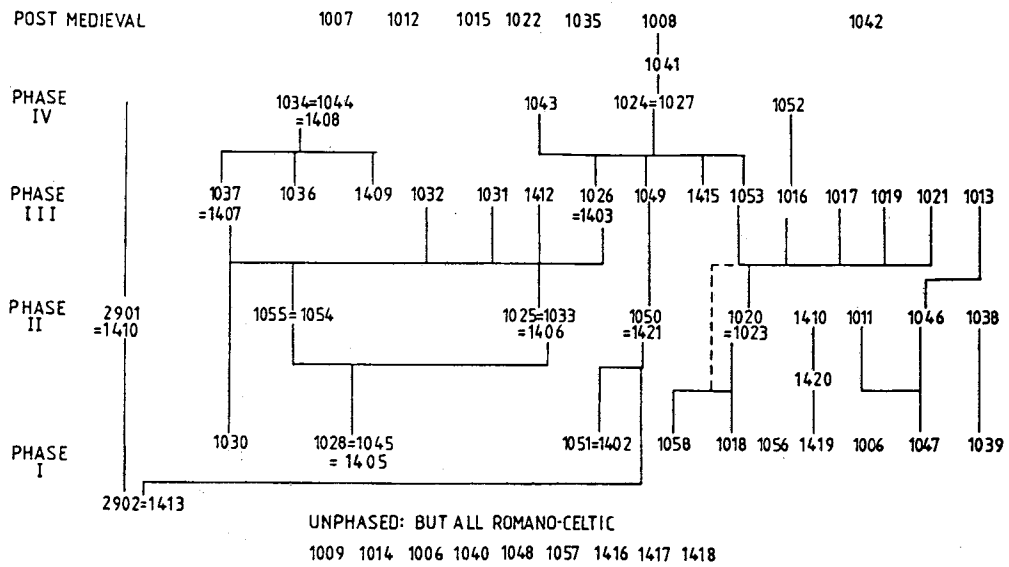 POST MEDIEVAL 1007 1012 1015 1022 1035 1008 1042
1041
PHASE IV 1034=1044 1043 1024=1027 1052
=1408
PHASE III 1037 1036 1409 1032 1031 1412 1026 1049 1415 1053 1016 1017 1019 1021 1013
=1407 =1403
PHASE II 2901 1055=1054 1025=1033 1050 1020 1410 1011 1046 1038
=1410 =1406 =1421 =1023
1420
PHASE I 1030 1028=1045 1051=1402 1058 1018 1056 1419 1006 1047 1039
=1405
2902=1413
UNPHASED: BUT ALL ROMANO-CELTIC
1009 1014 1006 1040 1048 1057 1416 1417 1418